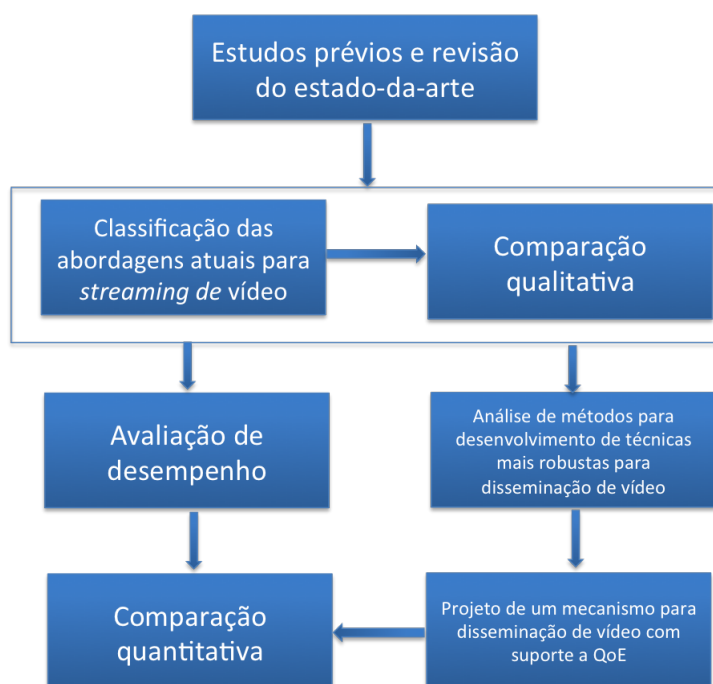 Estudos prévios e revisão
do estado-da-arte
Classificação das
abordagens atuais para
streaming de vídeo
Comparação
qualitativa
Avaliação de
desempenho
Análise de métodos para
desenvolvimento de técnicas
mais robustas para
disseminação de vídeo
Comparação
quantitativa
Projeto de um mecanismo para
disseminação de vídeo com
suporte a QoE